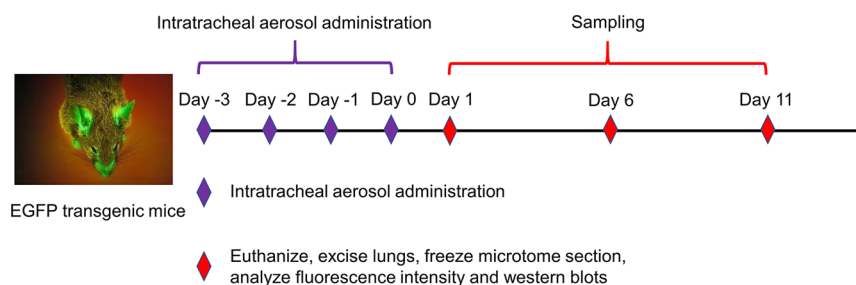 Intratracheal aerosol administration
Sampling
Day -3 Day -2 Day -1 Day 0 Day 1 Day 6 Day 11
EGFP transgenic mice
Intratracheal aerosol administration
Euthanize, excise lungs, freeze microtome section,
analyze fluorescence intensity and western blots